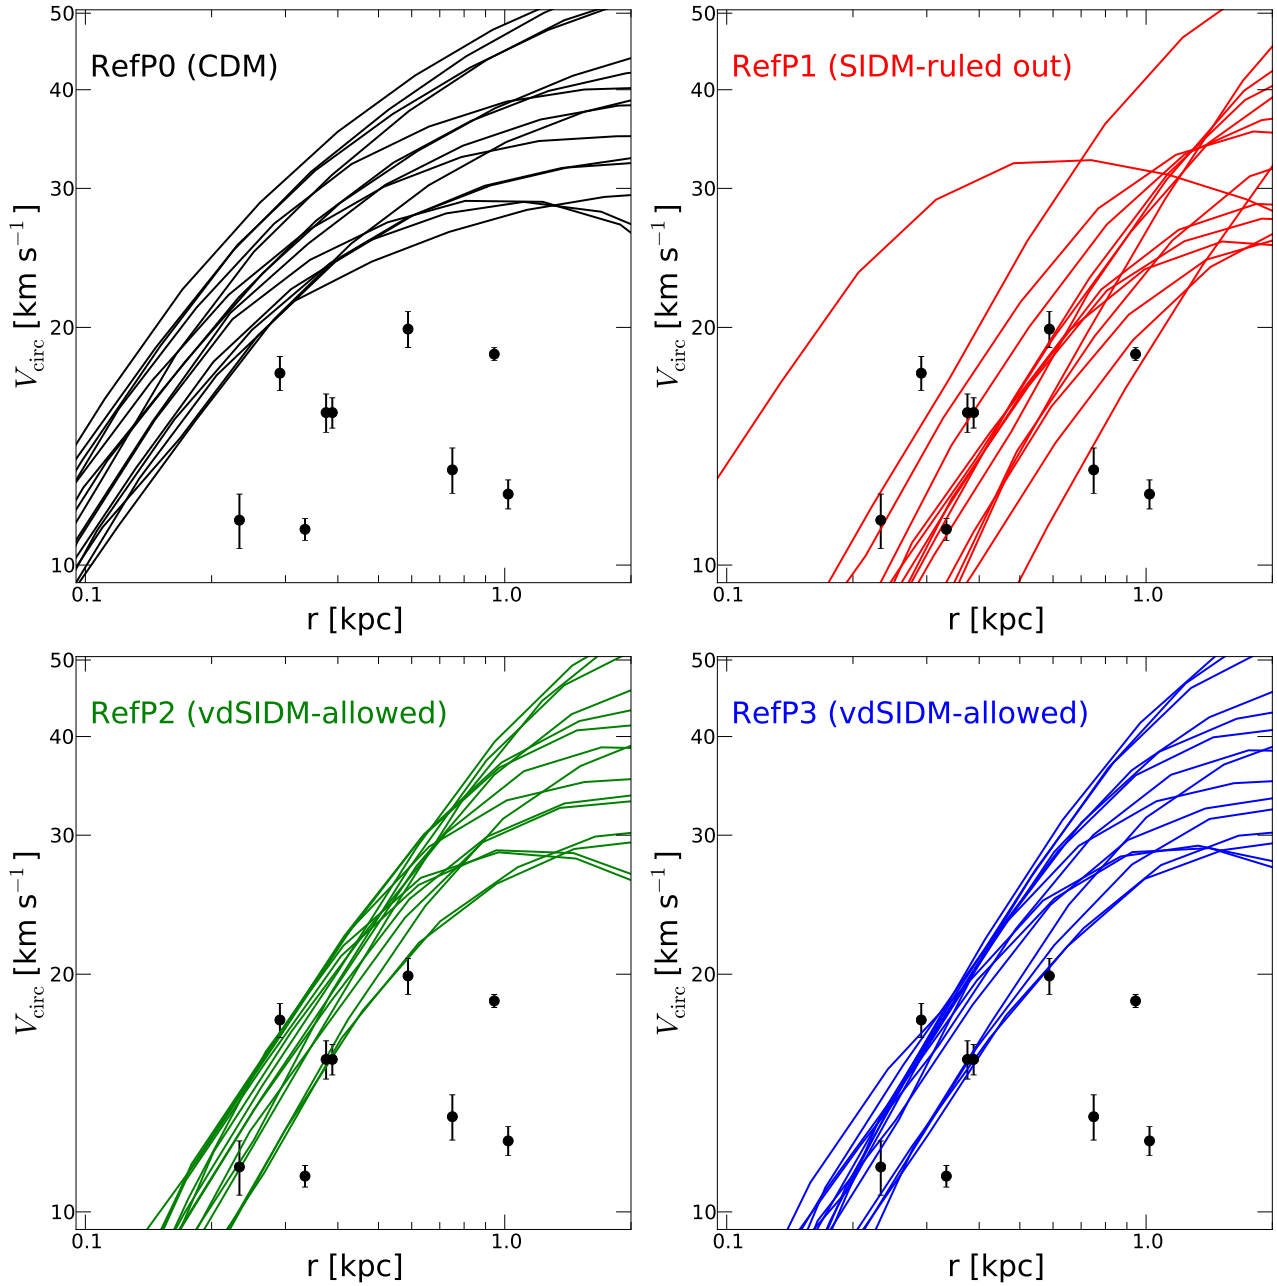 RefP0 (CDM)
50
40
30
20
10
V_circ [km s⁻¹]
0.1
1.0
r [kpc]
RefP1 (SIDM-ruled out)
50
40
30
20
10
V_circ [km s⁻¹]
0.1
1.0
r [kpc]
RefP2 (vdSIDM-allowed)
50
40
30
20
10
V_circ [km s⁻¹]
0.1
1.0
r [kpc]
RefP3 (vdSIDM-allowed)
50
40
30
20
10
V_circ [km s⁻¹]
0.1
1.0
r [kpc]